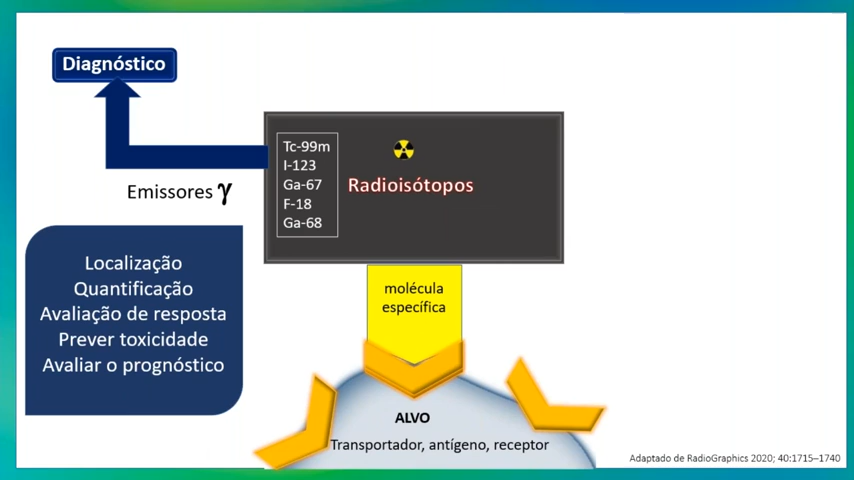 Diagnóstico
Tc-99m
I-123
Ga-67
F-18
Ga-68
Radioisótopos
Emissores γ
Localização
Quantificação
Avaliação de resposta
Prever toxicidade
Avaliar o prognóstico
molécula
específica
ALVO
Transportador, antígeno, receptor
Adaptado de RadioGraphics 2020; 40:1715–1740